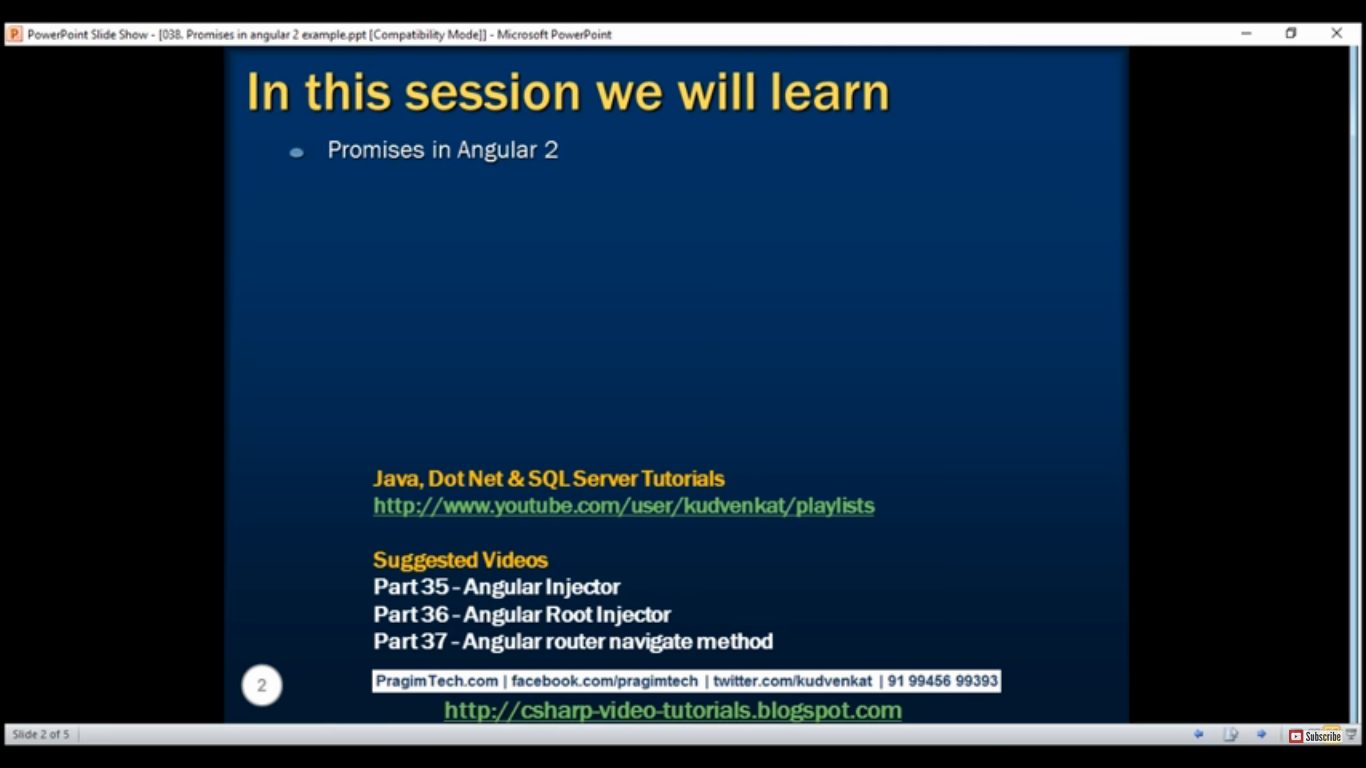 PowerPoint Slide Show - [038. Promises in angular 2 example.ppt [Compatibility Mode]] - Microsoft PowerPoint
In this session we will learn
Promises in Angular 2
Java, Dot Net & SQL Server Tutorials
http://www.youtube.com/user/kudvenkat/playlists
Suggested Videos
Part 35 - Angular Injector
Part 36 - Angular Root Injector
Part 37 - Angular router navigate method
2
PragimTech.com | facebook.com/pragimtech | twitter.com/kudvenkat | 91 99456 99393
http://csharp-video-tutorials.blogspot.com
Slide 2 of 5
Subscribe